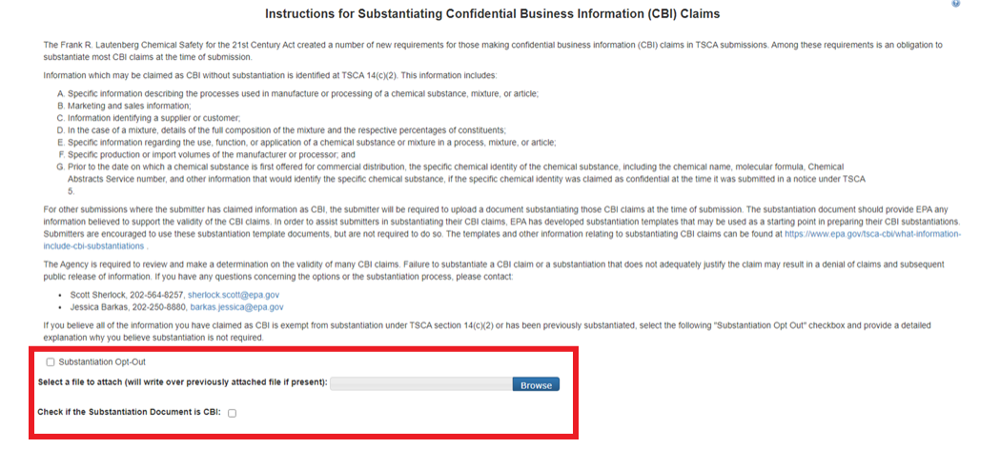 Instructions for Substantiating Confidential Business Information (CBI) Claims
The Frank R. Lautenberg Chemical Safety for the 21st Century Act created a number of new requirements for those making confidential business information (CBI) claims in TSCA submissions. Among these requirements is an obligation to
substantiate most CBI claims at the time of submission.
Information which may be claimed as CBI without substantiation is identified at TSCA 14(c)(2). This information includes:
A. Specific information describing the processes used in manufacture or processing of a chemical substance, mixture, or article;
B. Marketing and sales information;
C. Information identifying a supplier or customer;
D. In the case of a mixture, details of the full composition of the mixture and the respective percentages of constituents;
E. Specific information regarding the use, function, or application of a chemical substance or mixture in a process, mixture, or article;
F. Specific production or import volumes of the manufacturer or processor; and
G. Prior to the date on which a chemical substance is first offered for commercial distribution, the specific chemical identity of the chemical substance, including the chemical name, molecular formula, Chemical
Abstracts Service number, and other information that would identify the specific chemical substance, if the specific chemical identity was claimed as confidential at the time it was submitted in a notice under TSCA
5.
For other submissions where the submitter has claimed information as CBI, the submitter will be required to upload a document substantiating those CBI claims at the time of submission. The substantiation document should provide EPA any
information believed to support the validity of the CBI claims. In order to assist submitters in substantiating their CBI claims, EPA has developed substantiation templates that may be used as a starting point in preparing their CBI substantiations.
Submitters are encouraged to use these substantiation template documents, but are not required to do so. The templates and other information relating to substantiating CBI claims can be found at https://www.epa.gov/tsca-cbi/what-information-
include-cbi-substantiations .
The Agency is required to review and make a determination on the validity of many CBI claims. Failure to substantiate a CBI claim or a substantiation that does not adequately justify the claim may result in a denial of claims and subsequent
public release of information. If you have any questions concerning the options or the substantiation process, please contact:
• Scott Sherlock, 202-564-8257, sherlock.scott@epa.gov
• Jessica Barkas, 202-250-8880, barkas.jessica@epa.gov
If you believe all of the information you have claimed as CBI is exempt from substantiation under TSCA section 14(c)(2) or has been previously substantiated, select the following "Substantiation Opt Out" checkbox and provide a detailed
explanation why you believe substantiation is not required.
Substantiation Opt-Out
Select a file to attach (will write over previously attached file if present): Browse
Check if the Substantiation Document is CBI: